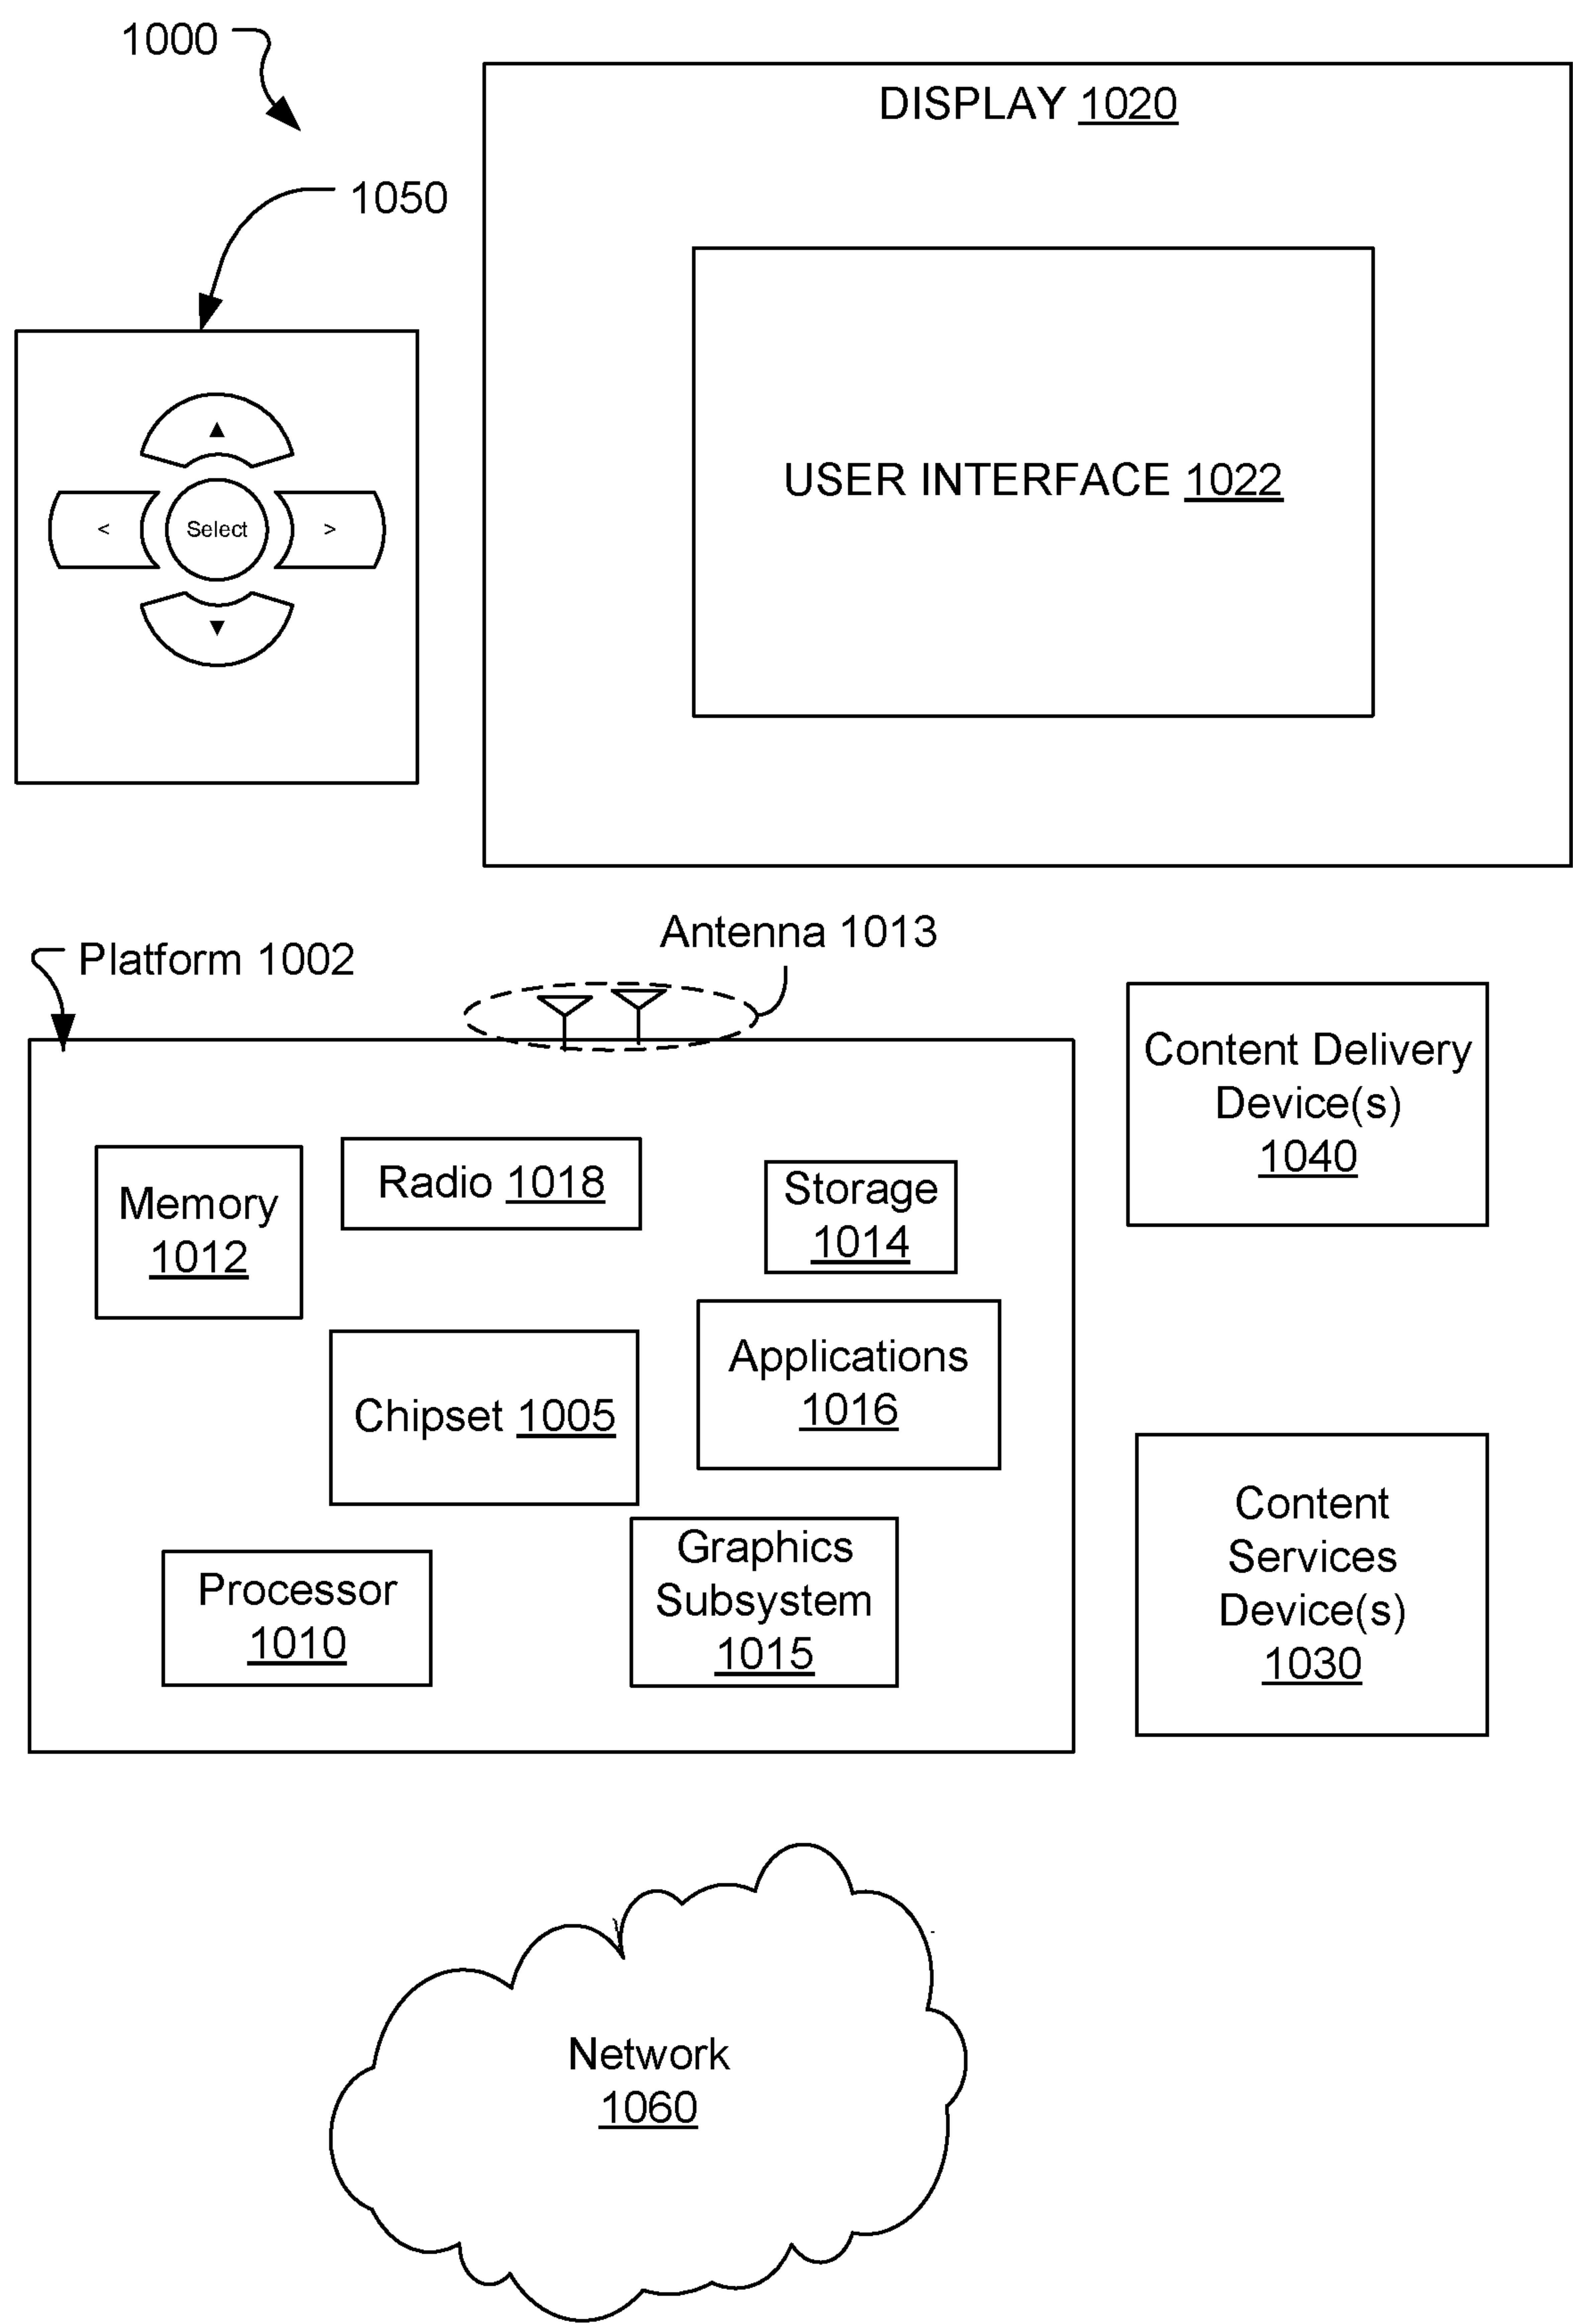 1000
DISPLAY 1020
1050
USER INTERFACE 1022
▲
<
Select
>
▼
Antenna 1013
Platform 1002
Content Delivery
Device(s)
1040
Memory
1012
Radio 1018
Storage
1014
Applications
1016
Chipset 1005
Content
Services
Device(s)
1030
Graphics
Subsystem
1015
Processor
1010
Network
1060